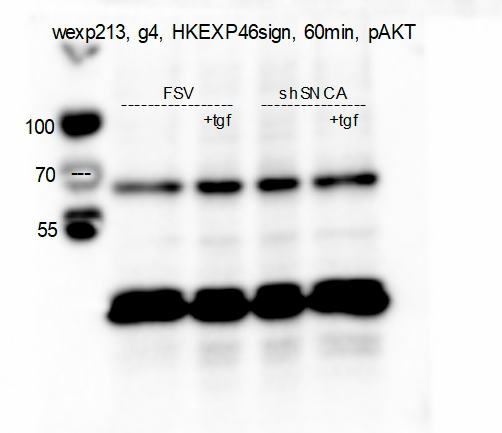 wexp213, g4, HKEXP46sign, 60min, pAKT
FSV shSNCA
+tgf +tgf
100
70
55